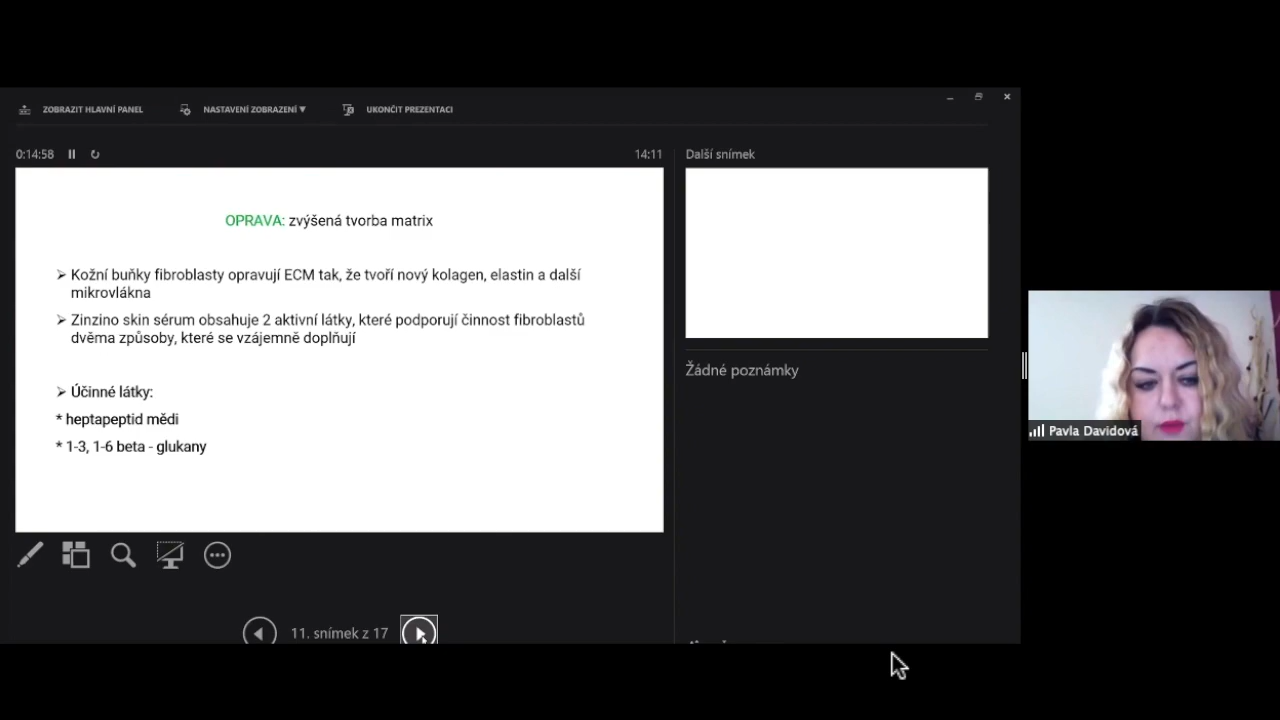 ZOBRAZIT HLAVNÍ PANEL
NASTAVENÍ ZOBRAZENÍ ▼
UKONČIT PREZENTACI
0:14:58
14:11
Další snímek
OPRAVA: zvýšená tvorba matrix
➢ Kožní buňky fibroblasty opravují ECM tak, že tvoří nový kolagen, elastin a další
mikrovlákna
➢ Zinzino skin sérum obsahuje 2 aktivní látky, které podporují činnost fibroblastů
dvěma způsoby, které se vzájemně doplňují
➢ Účinné látky:
* heptapeptid mědi
* 1-3, 1-6 beta - glukany
Žádné poznámky
Pavla Davidová
11. snímek z 17